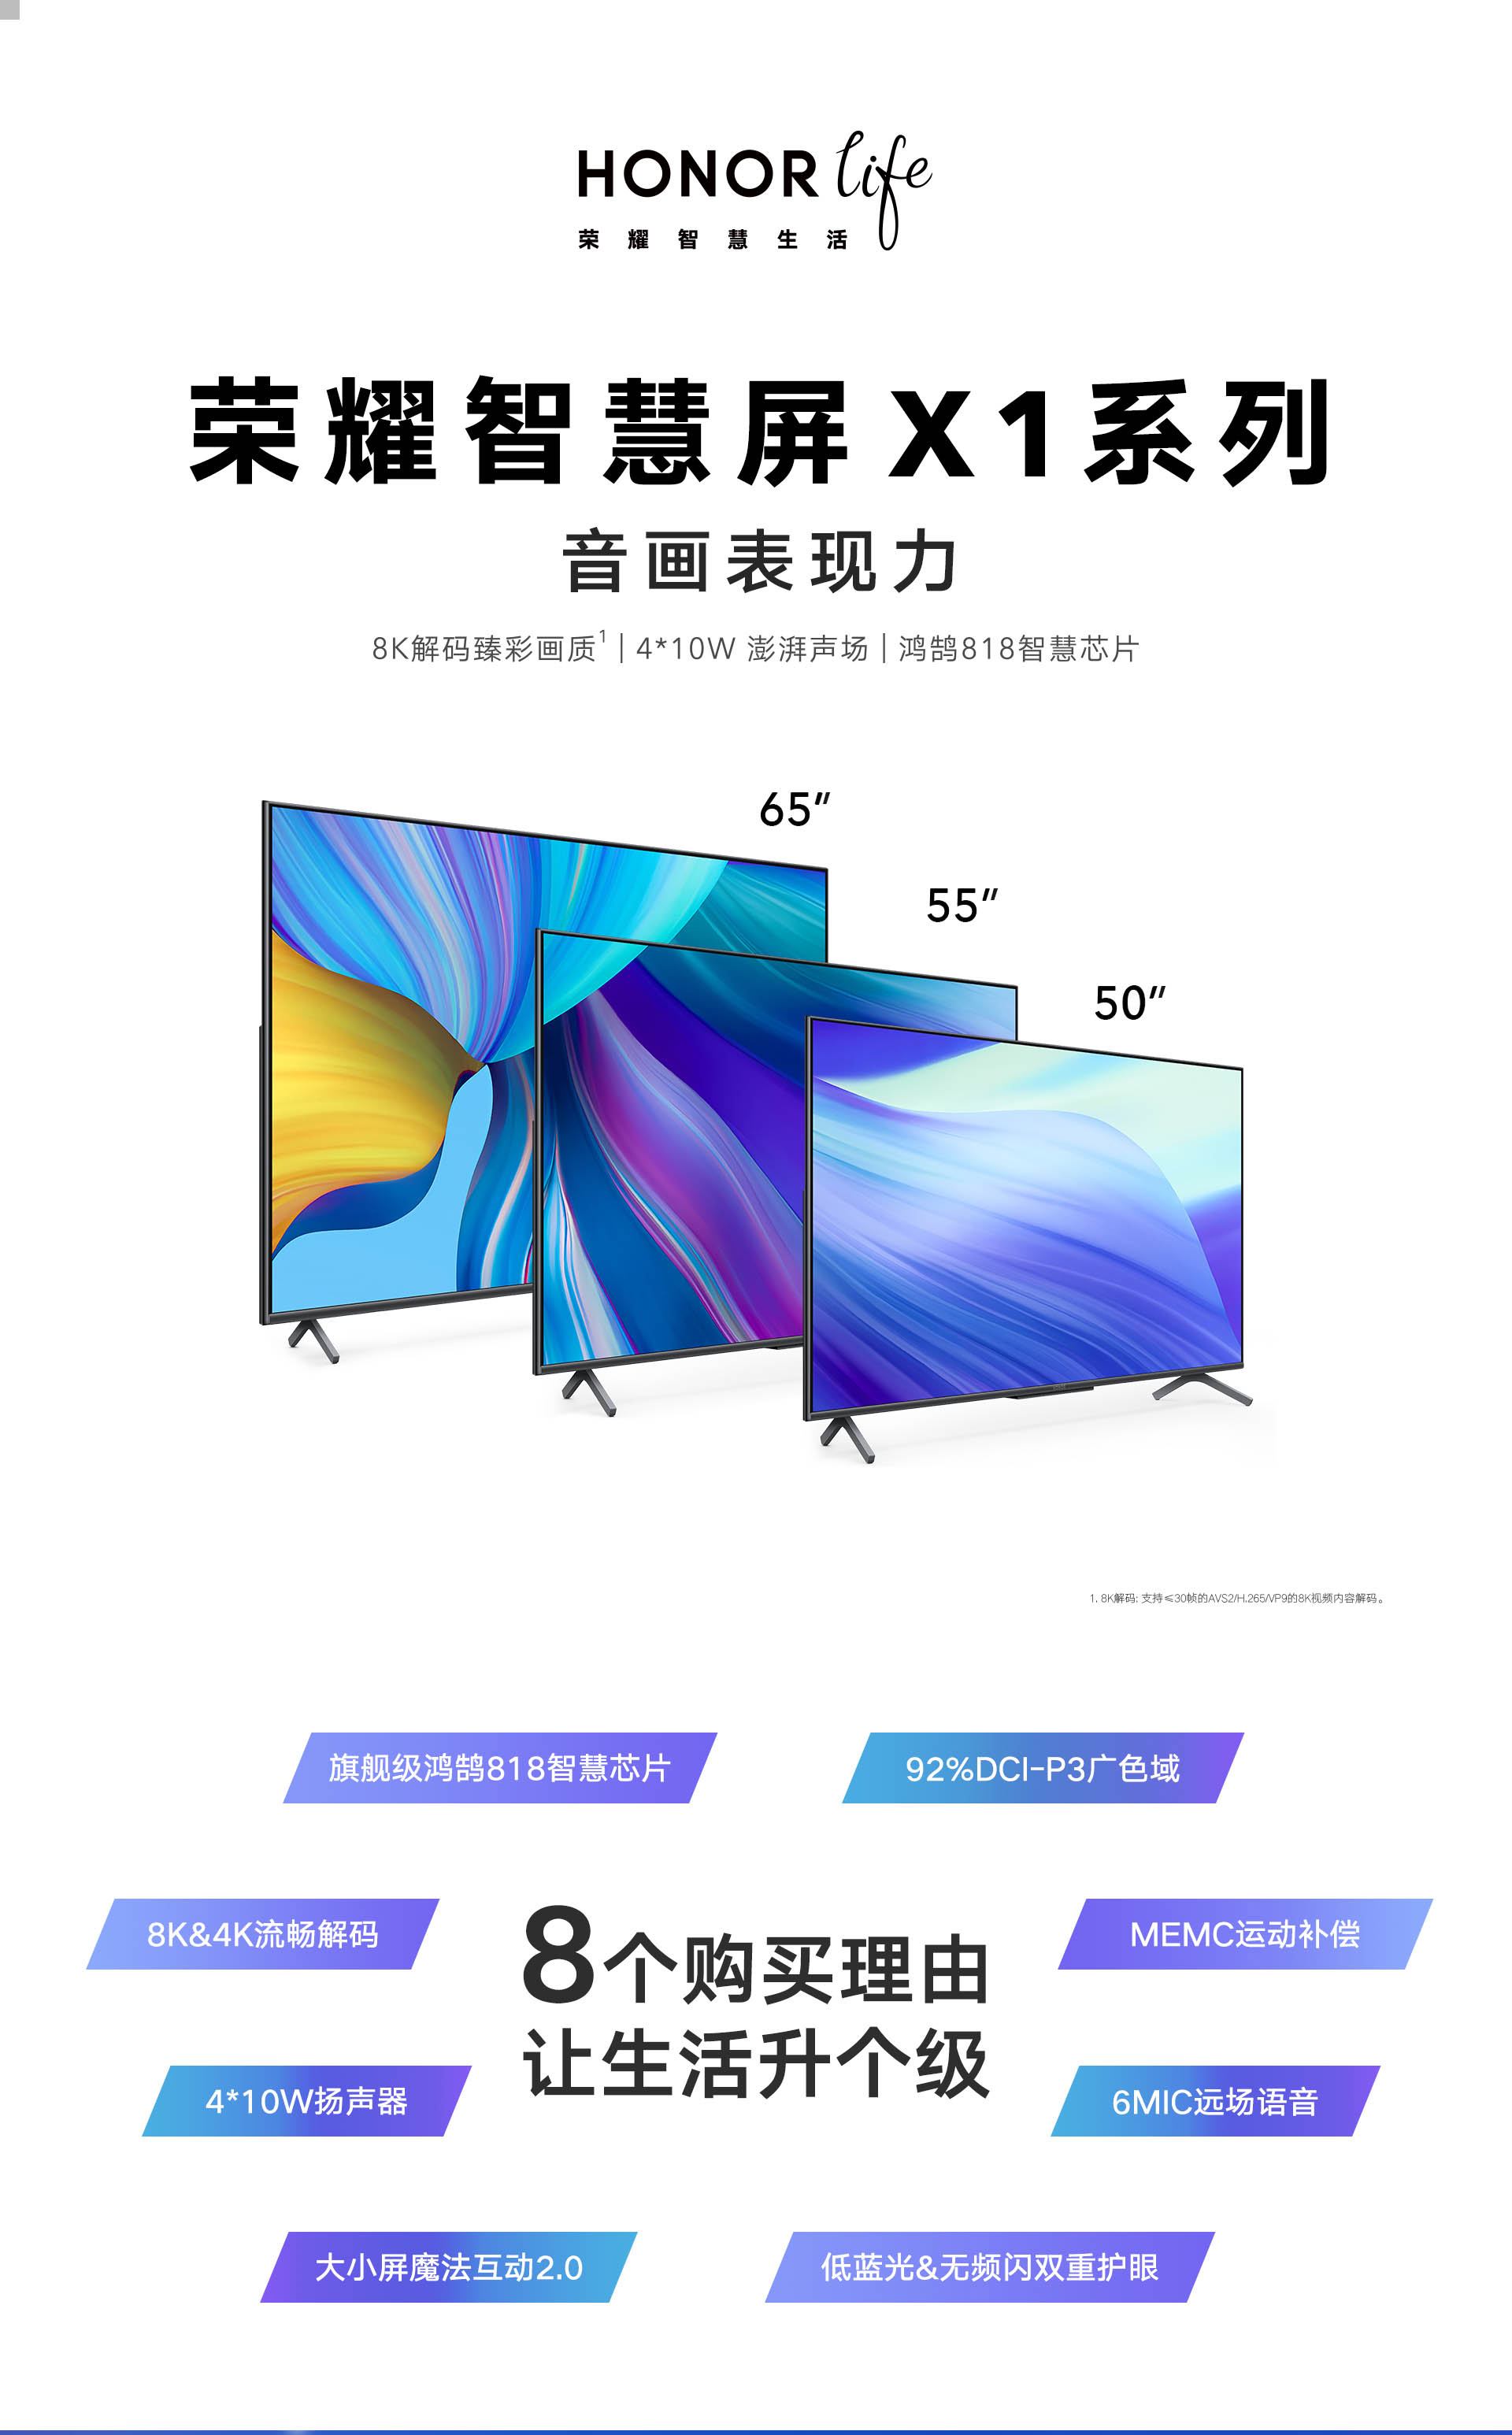 HONOR life
荣耀智慧生活
荣耀智慧屏X1系列
音画表现力
8K解码臻彩画质1 | 4*10W 澎湃声场 | 鸿鹄818智慧芯片
65″
55″
50″
1. 8K解码: 支持≤30帧的AVS2/H.265/VP9的8K视频内容解码。
旗舰级鸿鹄818智慧芯片
92%DCI-P3广色域
8K&4K流畅解码
MEMC运动补偿
8个购买理由
让生活升个级
4*10W扬声器
6MIC远场语音
大小屏魔法互动2.0
低蓝光&无频闪双重护眼